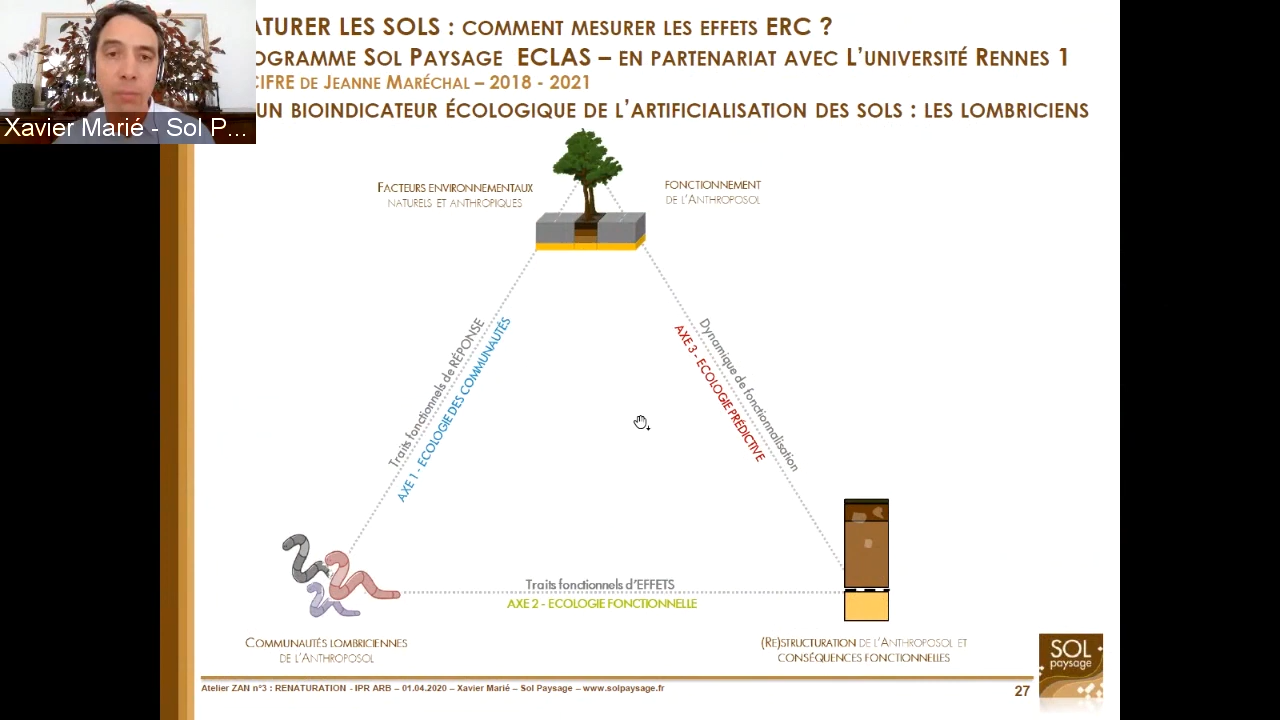 ATURER LES SOLS : COMMENT MESURER LES EFFETS ERC ?
OGRAMME SOL PAYSAGE ECLAS – EN PARTENARIAT AVEC L'UNIVERSITÉ RENNES 1
CIFRE DE JEANNE MARÉCHAL – 2018 - 2021
UN BIOINDICATEUR ÉCOLOGIQUE DE L'ARTIFICIALISATION DES SOLS : LES LOMBRICIENS
Xavier Marié - Sol P...
FACTEURS ENVIRONNEMENTAUX
NATURELS ET ANTHROPIQUES
FONCTIONNEMENT
DE L'ANTHROPOSOL
Traits fonctionnels de RÉPONSE
AXE 1 - ECOLOGIE DES COMMUNAUTÉS
Dynamique de fonctionnalisation
AXE 3 - ECOLOGIE PRÉDICTIVE
Traits fonctionnels d'EFFETS
AXE 2 - ECOLOGIE FONCTIONNELLE
COMMUNAUTÉS LOMBRICIENNES
DE L'ANTHROPOSOL
(RE)STRUCTURATION DE L'ANTHROPOSOL ET
CONSÉQUENCES FONCTIONNELLES
SOL
paysage
Atelier ZAN n°3 : RENATURATION - IPR ARB – 01.04.2020 – Xavier Marié – Sol Paysage – www.solpaysage.fr
27